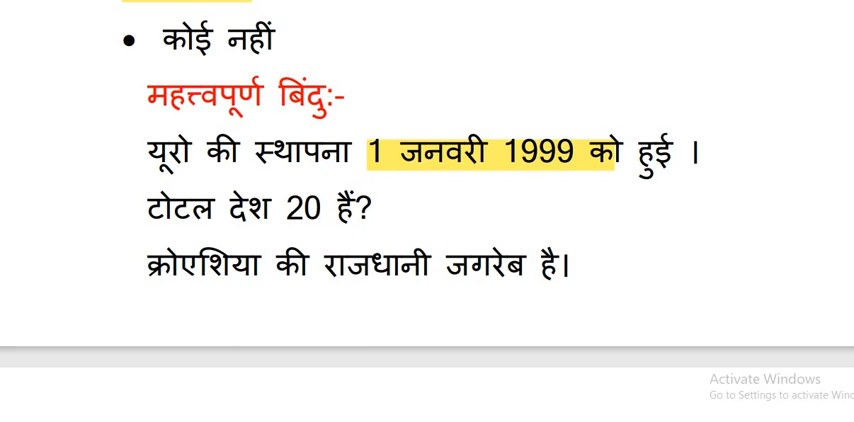 • कोई नहीं
महत्त्वपूर्ण बिंदु:-
यूरो की स्थापना 1 जनवरी 1999 को हुई ।
टोटल देश 20 हैं?
क्रोएशिया की राजधानी जगरेब है।
Activate Windows
Go to Settings to activate Wind